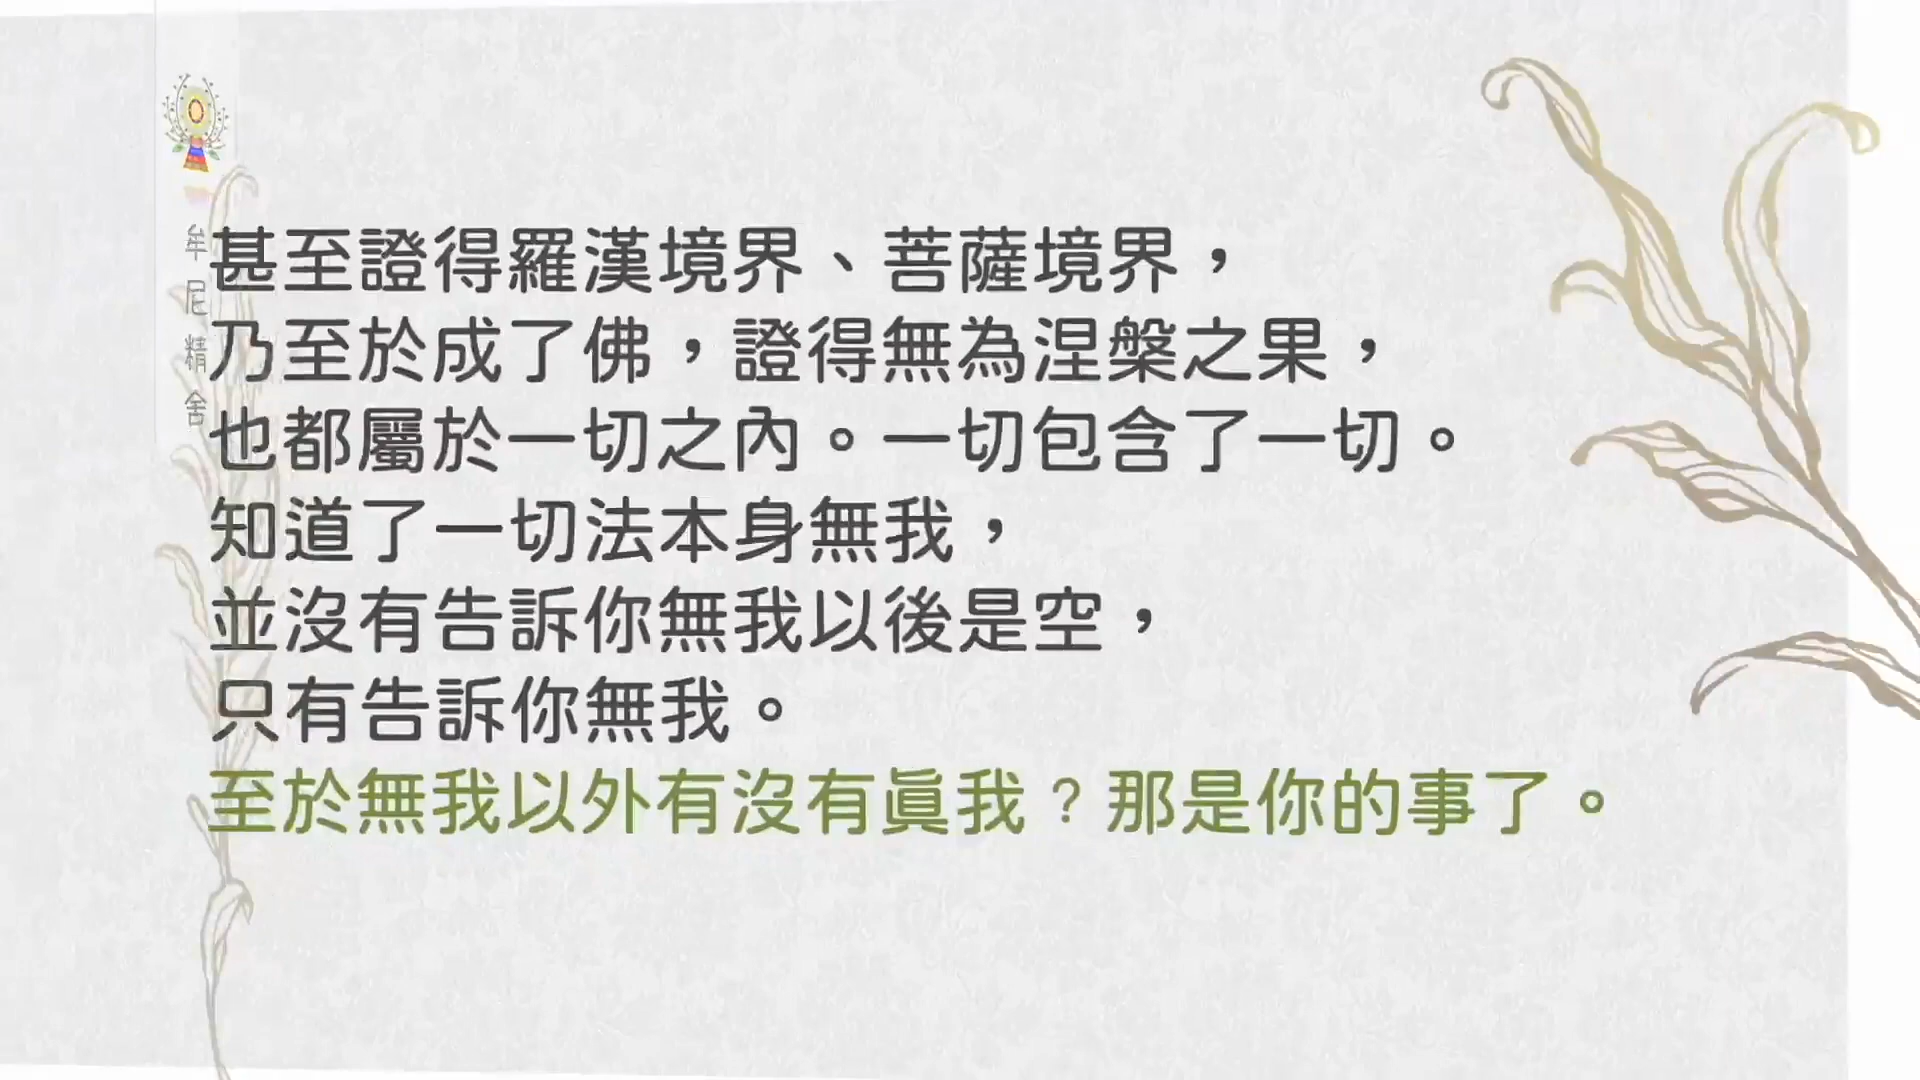 牟尼精舍
甚至證得羅漢境界、菩薩境界，
乃至於成了佛，證得無為涅槃之果，
也都屬於一切之內。一切包含了一切。
知道了一切法本身無我，
並沒有告訴你無我以後是空，
只有告訴你無我。
至於無我以外有沒有眞我？那是你的事了。